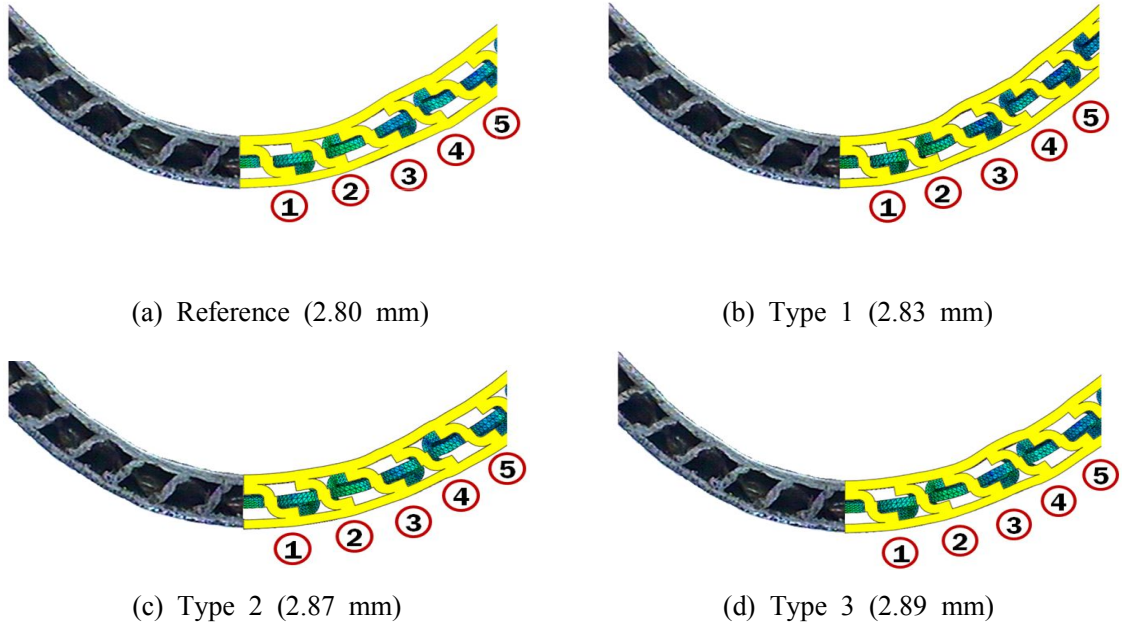 ① ② ③ ④ ⑤
① ② ③ ④ ⑤
(a) Reference (2.80 mm)
(b) Type 1 (2.83 mm)
① ② ③ ④ ⑤
① ② ③ ④ ⑤
(c) Type 2 (2.87 mm)
(d) Type 3 (2.89 mm)